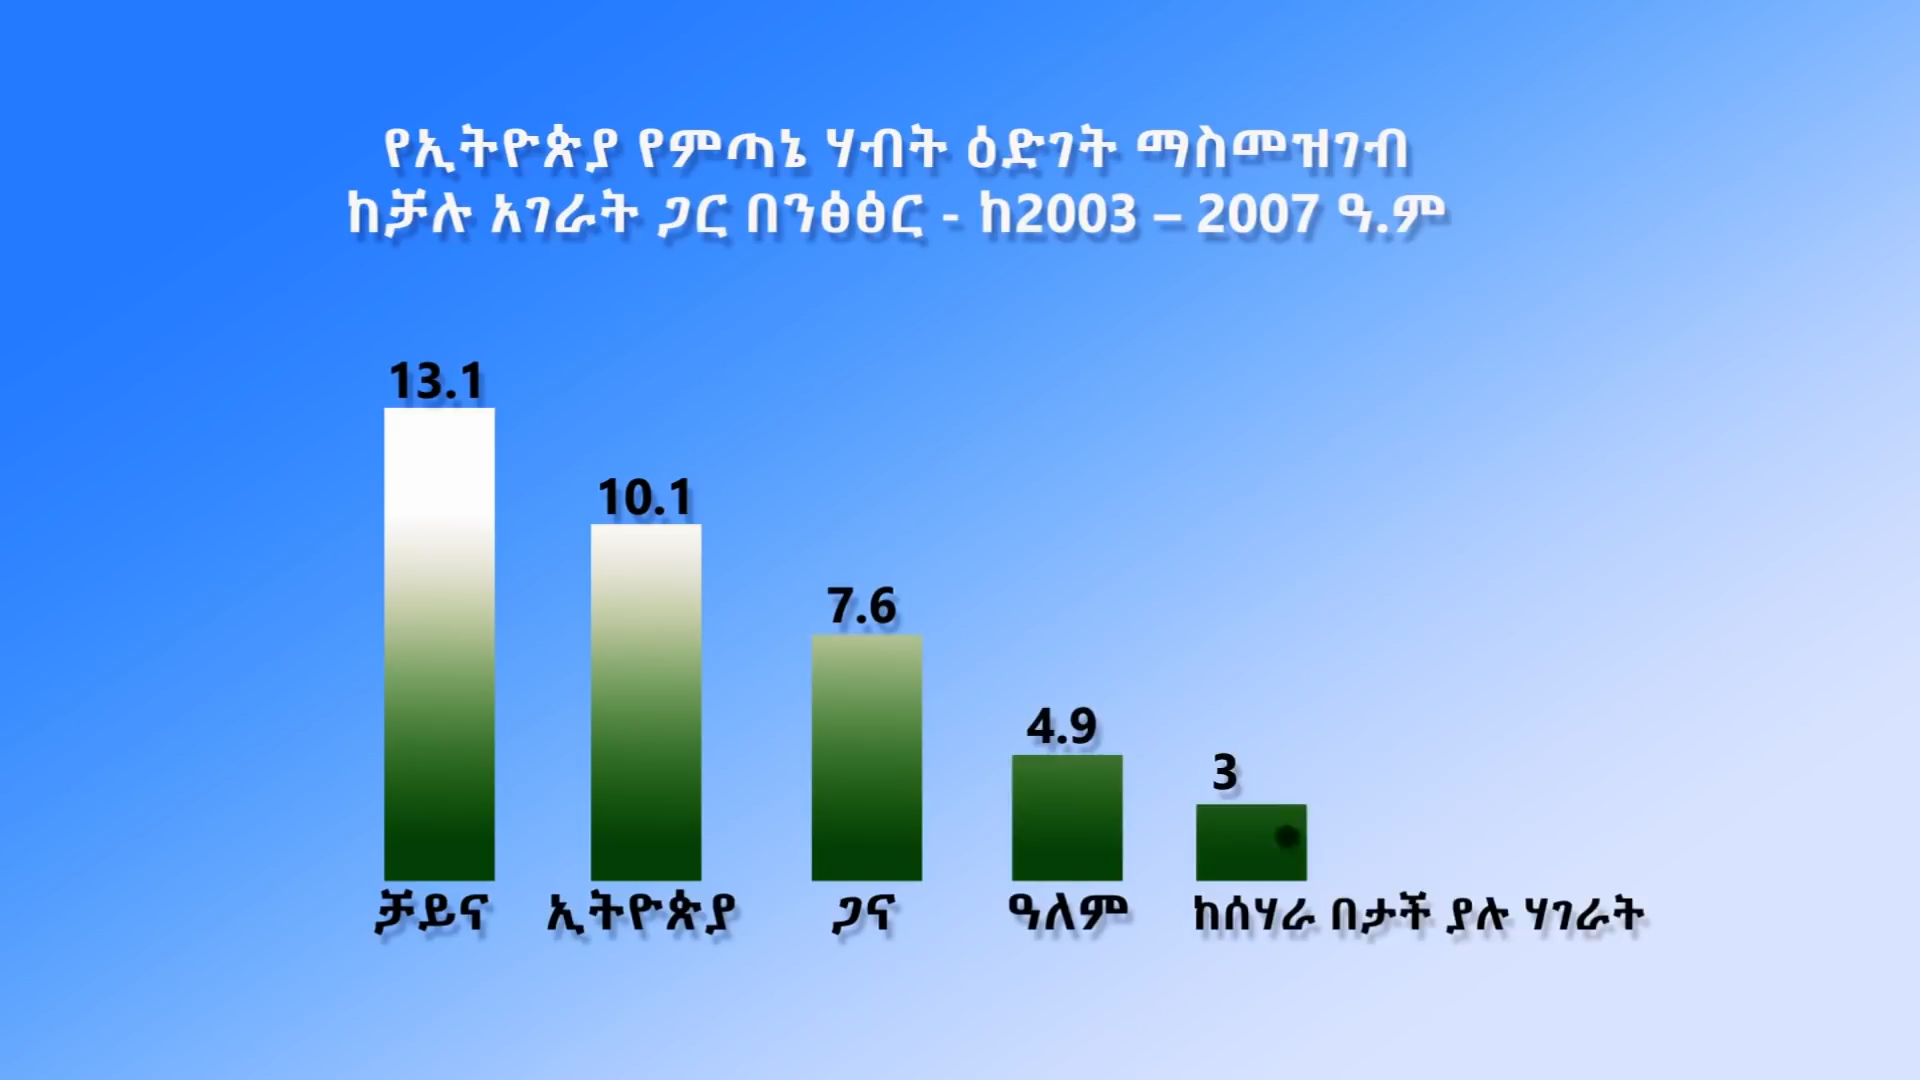 የኢትዮጵያ የምጣኔ ሃብት ዕድገት ማስመዝገብ
ከቻሉ አገራት ጋር በንፅፅር - ከ2003 – 2007 ዓ.ም
13.1
10.1
7.6
4.9
3
ቻይና ኢትዮጵያ ጋና ዓለም ከሰሃራ በታች ያሉ ሃገራት